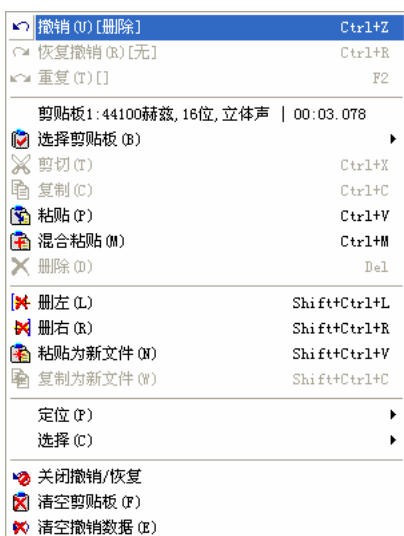 撤销(U)[删除] Ctrl+Z
恢复撤销(R)[无] Ctrl+R
重复(T)[] F2
剪贴板1:44100赫兹,16位,立体声 | 00:03.078
选择剪贴板(B)
剪切(T) Ctrl+X
复制(C) Ctrl+C
粘贴(P) Ctrl+V
混合粘贴(M) Ctrl+M
删除(D) Del
删左(L) Shift+Ctrl+L
删右(R) Shift+Ctrl+R
粘贴为新文件(N) Shift+Ctrl+V
复制为新文件(W) Shift+Ctrl+C
定位(P)
选择(C)
关闭撤销/恢复
清空剪贴板(F)
清空撤销数据(E)